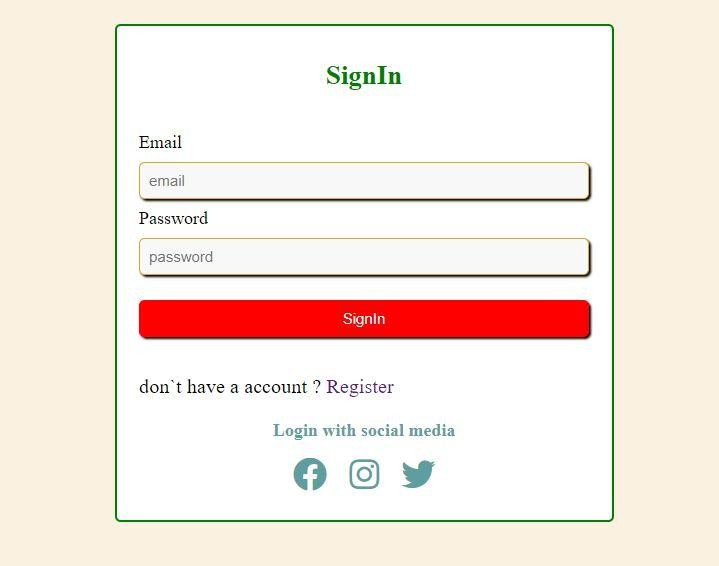 SignIn
Email
email
Password
password
SignIn
don`t have a account ? Register
Login with social media